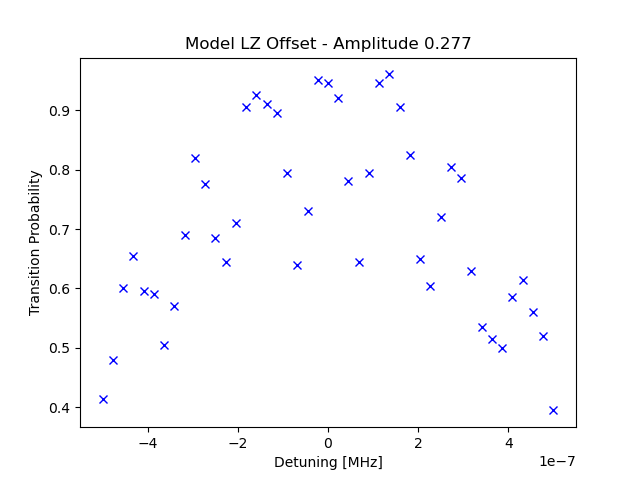 Model LZ Offset - Amplitude 0.277
Transition Probability
0.9
0.8
0.7
0.6
0.5
0.4
−4 −2 0 2 4
1e−7
Detuning [MHz]